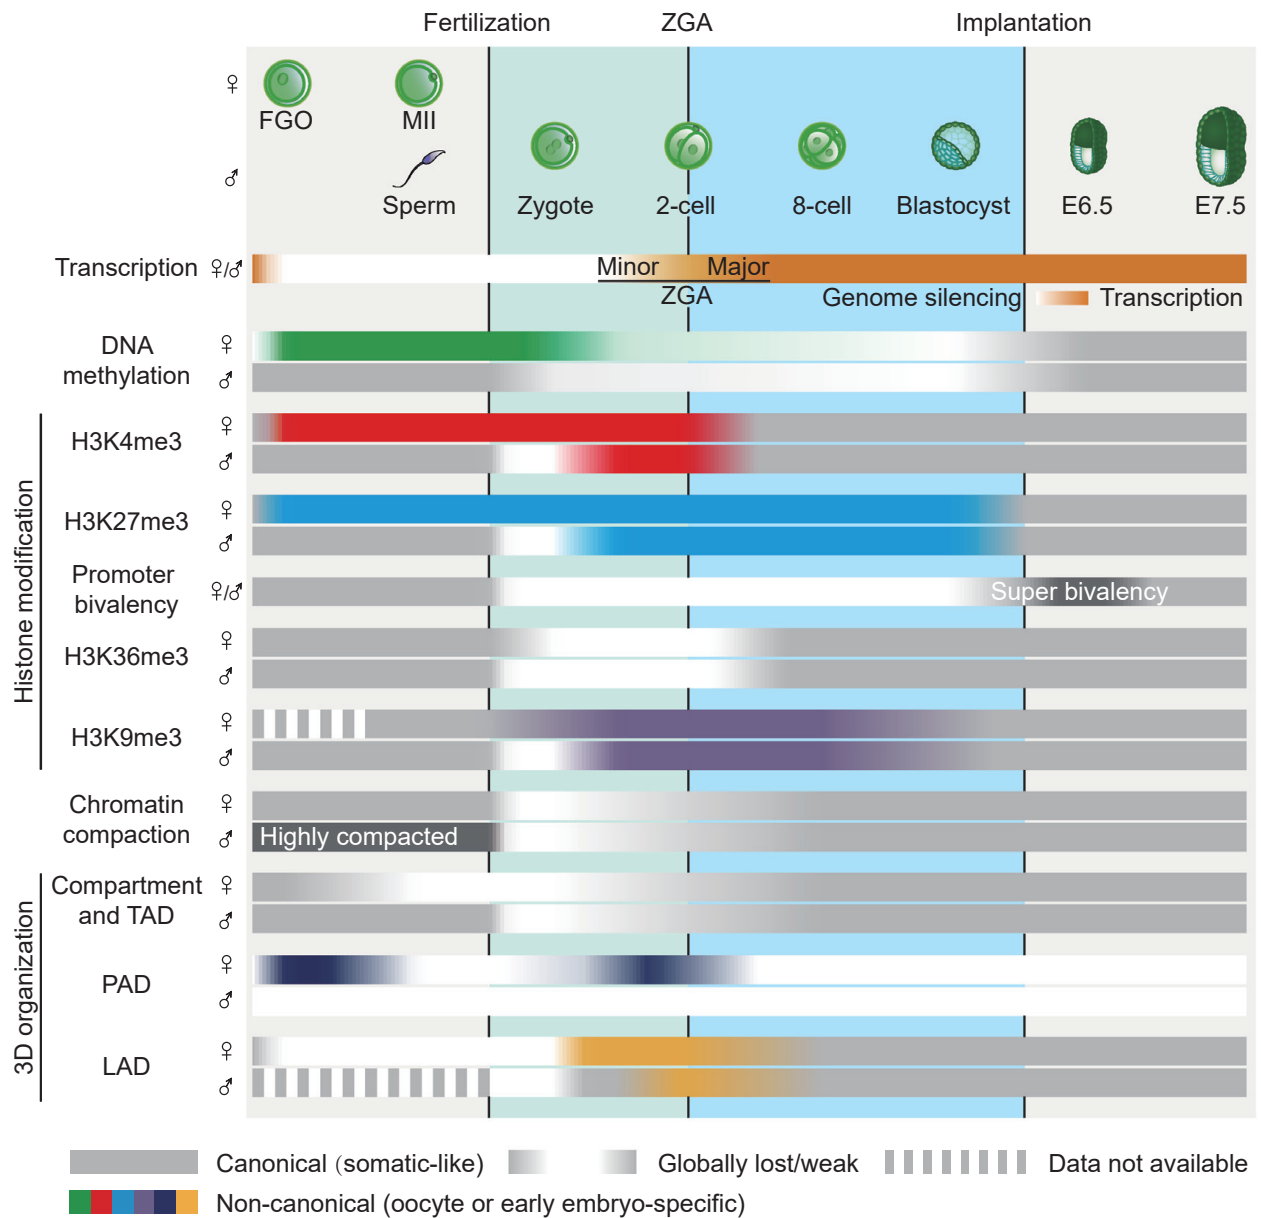 Fertilization ZGA Implantation
♀
FGO MII
♂
Sperm Zygote 2-cell 8-cell Blastocyst E6.5 E7.5
Transcription ♀/♂ Minor Major
ZGA Genome silencing Transcription
DNA
methylation
♀
♂
Histone modification
H3K4me3
♀
♂
H3K27me3
♀
♂
Promoter
bivalency
♀/♂ Super bivalency
H3K36me3
♀
♂
H3K9me3
♀
♂
Chromatin
compaction
♀
♂ Highly compacted
3D organization
Compartment
and TAD
♀
♂
PAD
♀
♂
LAD
♀
♂
Canonical (somatic-like) Globally lost/weak Data not available
Non-canonical (oocyte or early embryo-specific)